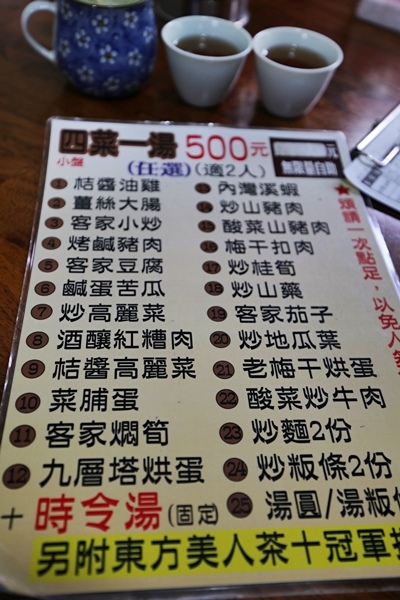 四菜一湯 500元
小盤 (任選)(適2人)
1 桔醬油雞
2 薑絲大腸
3 客家小炒
4 烤鹹豬肉
5 客家豆腐
6 鹹蛋苦瓜
7 炒高麗菜
8 酒釀紅糟肉
9 桔醬高麗菜
10 菜脯蛋
11 客家燜筍
12 九層塔烘蛋
內灣溪蝦
炒山豬肉
15 酸菜山豬肉
16 梅干扣肉
17 炒桂筍
18 炒山藥
19 客家茄子
20 炒地瓜葉
21 老梅干烘蛋
22 酸菜炒牛肉
23 炒麵2份
24 炒粄條2份
25 湯圓/湯粄
+時令湯(固定)
另附東方美人茶十冠軍
★煩請一次點足,以免人